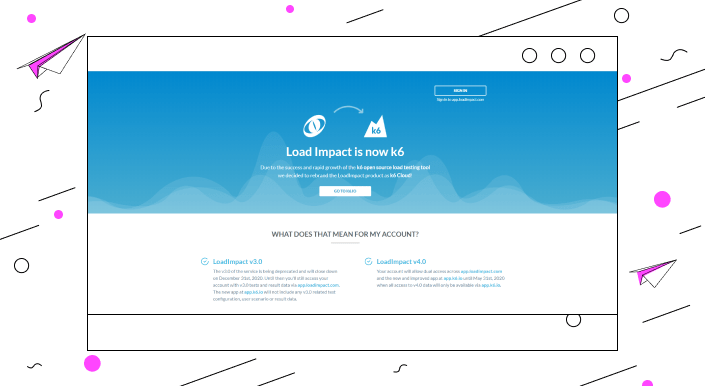 SIGN IN
Sign in to app.loadimpact.com
k6
Load Impact is now k6
Due to the success and rapid growth of the k6 open source load testing tool
we decided to rebrand the LoadImpact product as k6 Cloud!
GO TO K6.IO
WHAT DOES THAT MEAN FOR MY ACCOUNT?
LoadImpact v3.0
The v3.0 of the service is being deprecated and will close down
on December 31st, 2020. Until then you'll still access your
account with v3.0 tests and result data via app.loadimpact.com.
The new app at app.k6.io will not include any v3.0 related test
configuration, user scenario or result data.
LoadImpact v4.0
Your account will allow dual access across app.loadimpact.com
and the new and improved app at app.k6.io until May 31st, 2020
when all access to v4.0 data will only be available via app.k6.io.